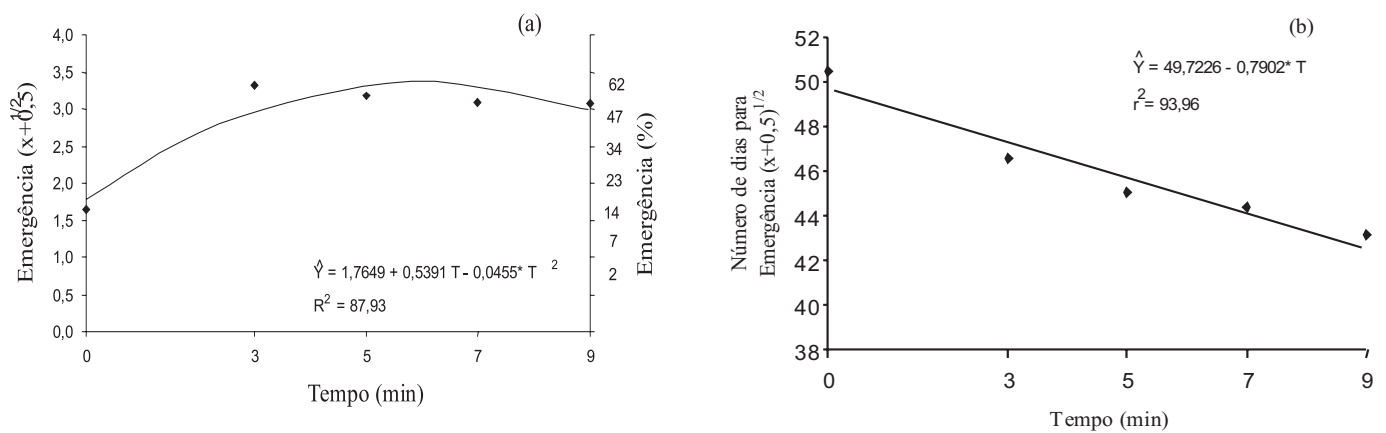 (a)
4,0
3,5
3,0
2,5
2,0
1,5
1,0
0,5
0,0
Emergência (x+0,5)^1/2
62
47
34
23
14
7
2
Emergência (%)
Ŷ = 1,7649 + 0,5391 T - 0,0455* T ²
R² = 87,93
0 3 5 7 9
Tempo (min)
(b)
52
50
48
46
44
42
40
38
Número de dias para
Emergência (x+0,5)^1/2
Ŷ = 49,7226 - 0,7902* T
r² = 93,96
0 3 5 7 9
Tempo (min)